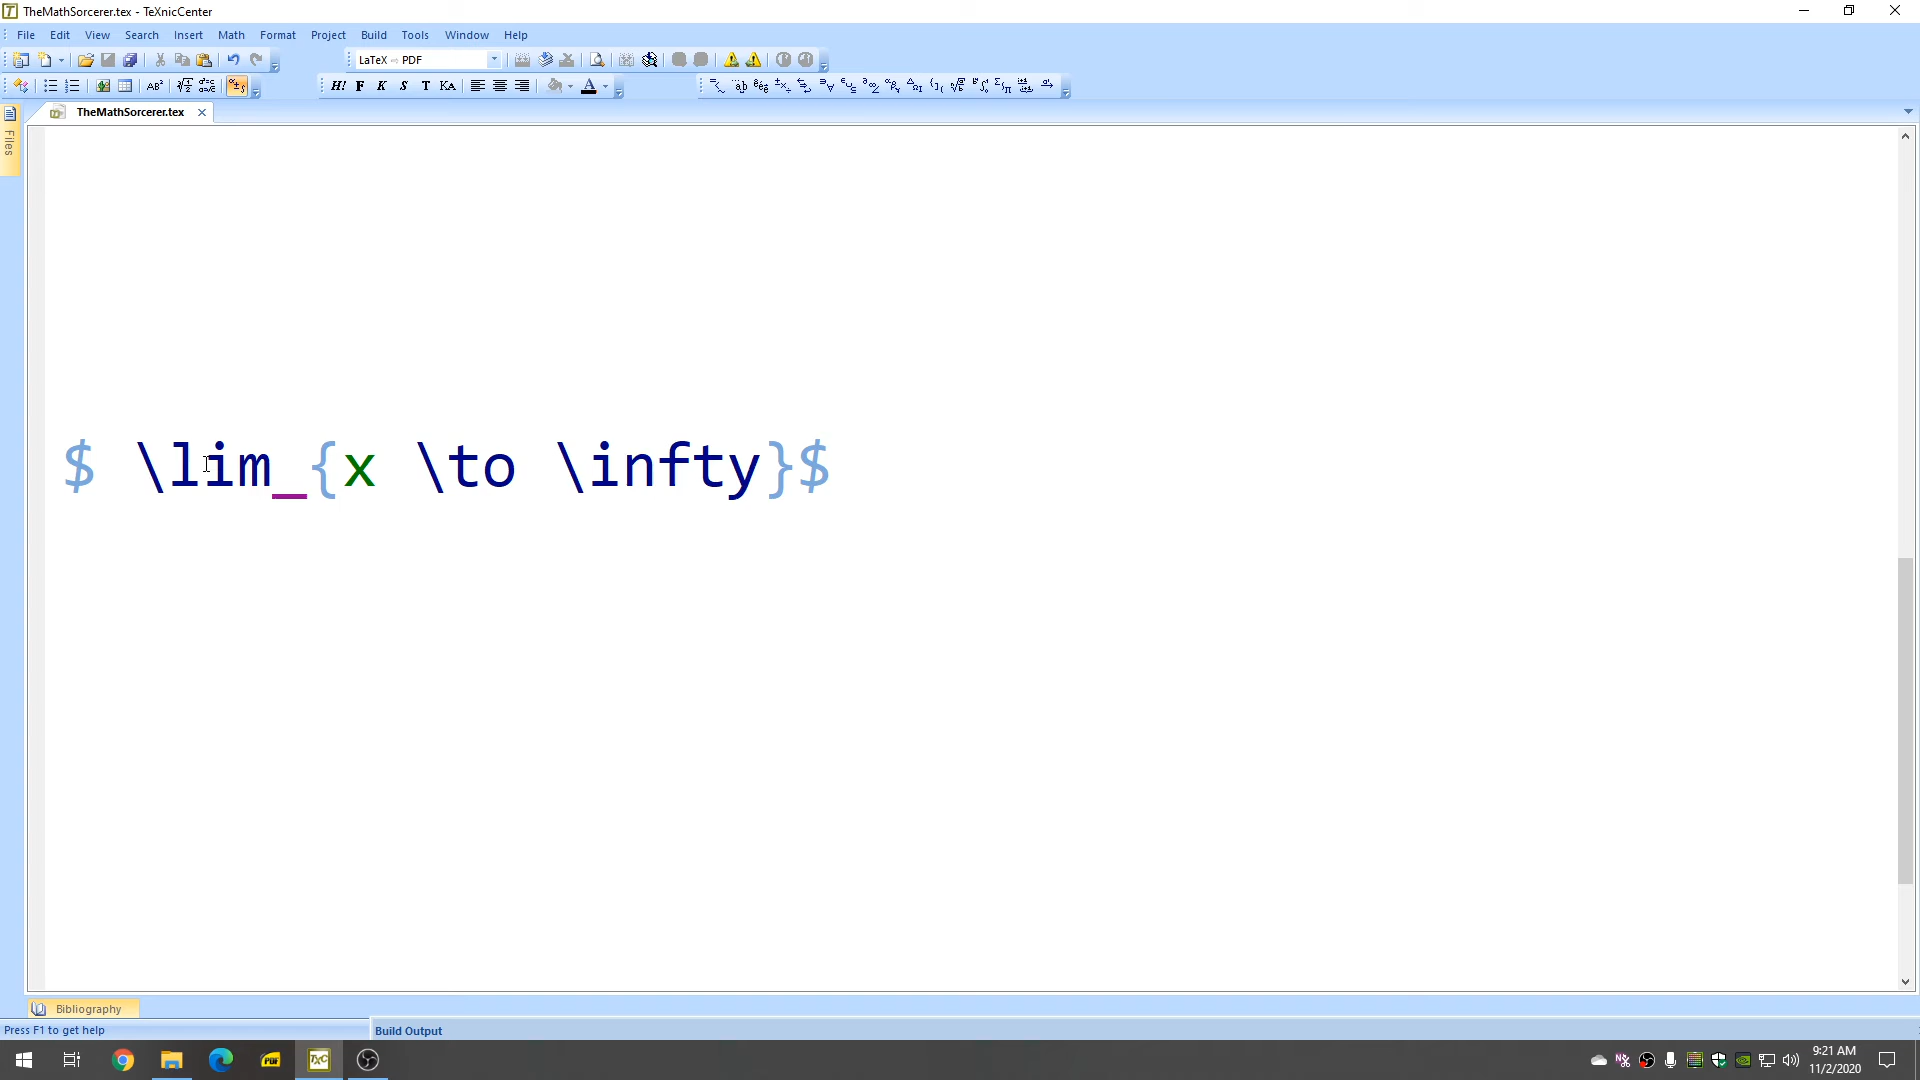 TheMathSorcerer.tex - TeXnicCenter
File Edit View Search Insert Math Format Project Build Tools Window Help
LaTeX ⇨ PDF
TheMathSorcerer.tex
Files
$ \lim_{x \to \infty}$
Bibliography
Press F1 to get help
Build Output
9:21 AM
11/2/2020